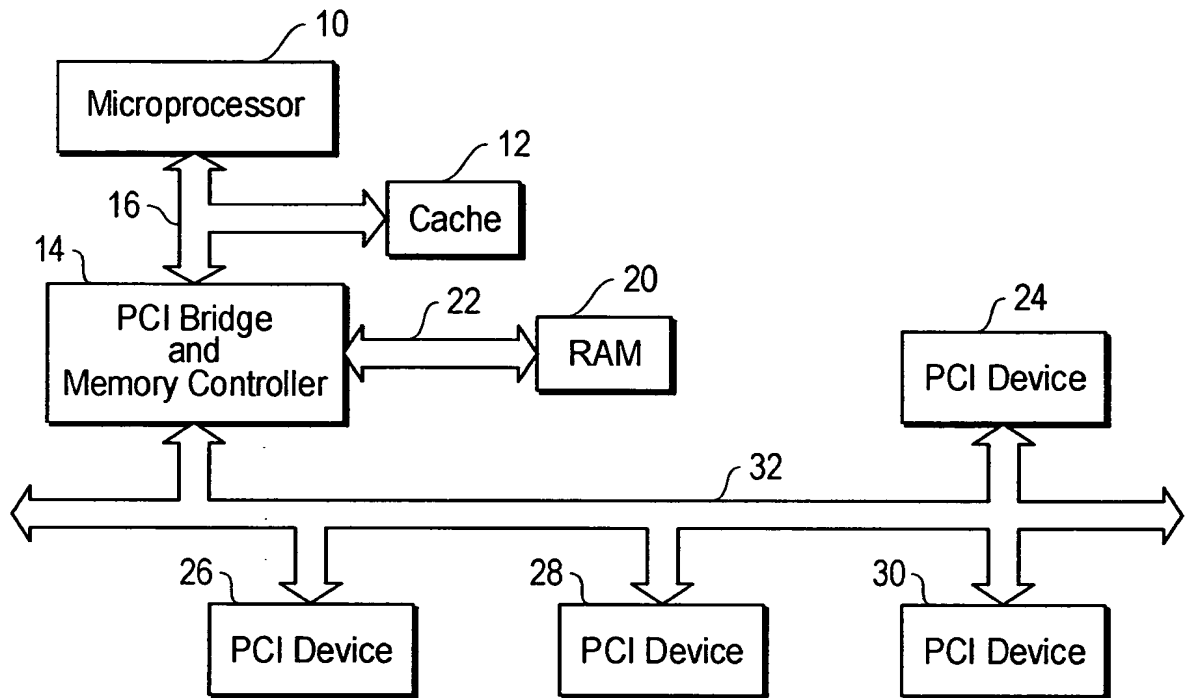 10
Microprocessor
12
16
Cache
14
PCI Bridge
and
Memory Controller
22
20
RAM
24
PCI Device
32
26
PCI Device
28
PCI Device
30
PCI Device